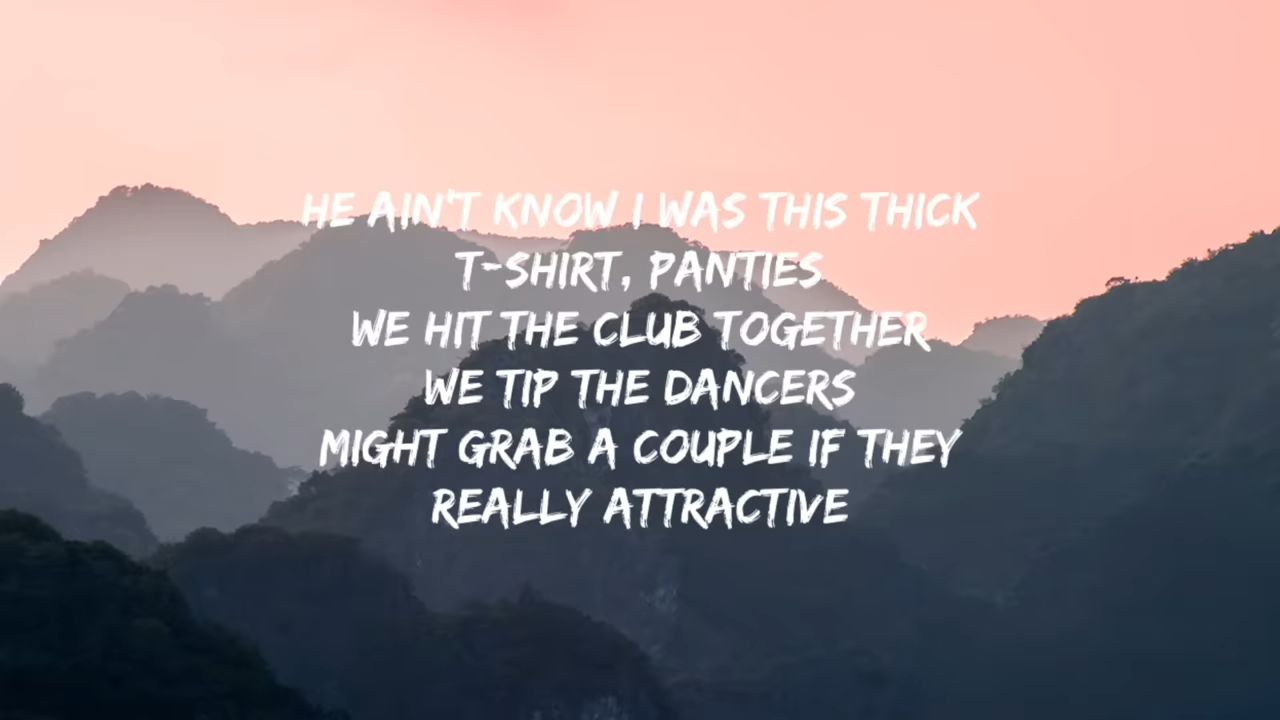 HE AIN'T KNOW I WAS THIS THICK
T-SHIRT, PANTIES
WE HIT THE CLUB TOGETHER
WE TIP THE DANCERS
MIGHT GRAB A COUPLE IF THEY
REALLY ATTRACTIVE